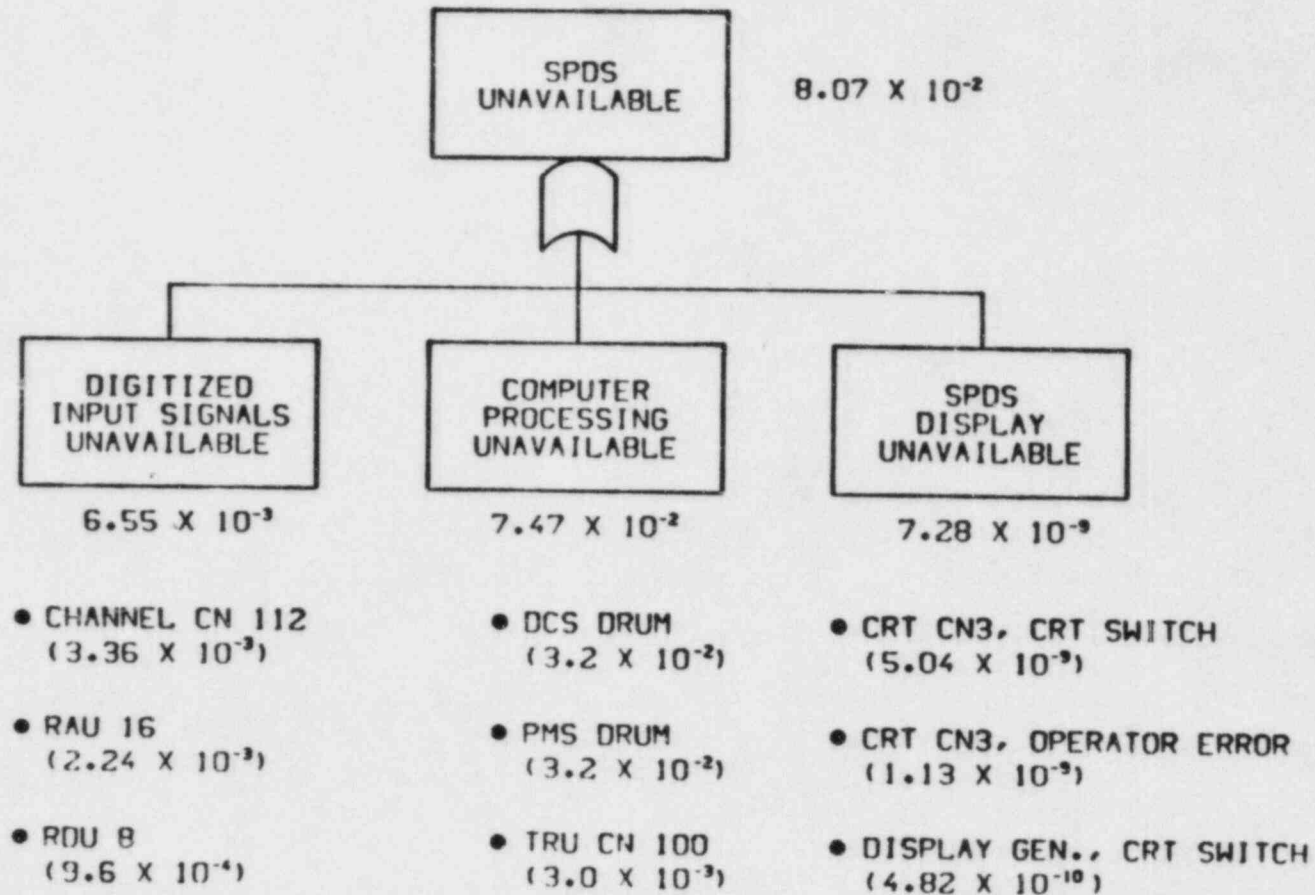 SPDS
UNAVAILABLE
8.07 X 10⁻²
DIGITIZED
INPUT SIGNALS
UNAVAILABLE
COMPUTER
PROCESSING
UNAVAILABLE
SPDS
DISPLAY
UNAVAILABLE
6.55 X 10⁻³
7.47 X 10⁻²
7.28 X 10⁻⁹
• CHANNEL CN 112
(3.36 X 10⁻³)
• RAU 16
(2.24 X 10⁻³)
• RDU 8
(9.6 X 10⁻⁴)
• DCS DRUM
(3.2 X 10⁻²)
• PMS DRUM
(3.2 X 10⁻²)
• TRU CN 100
(3.0 X 10⁻³)
• CRT CN3, CRT SWITCH
(5.04 X 10⁻⁹)
• CRT CN3, OPERATOR ERROR
(1.13 X 10⁻⁹)
• DISPLAY GEN., CRT SWITCH
(4.82 X 10⁻¹⁰)